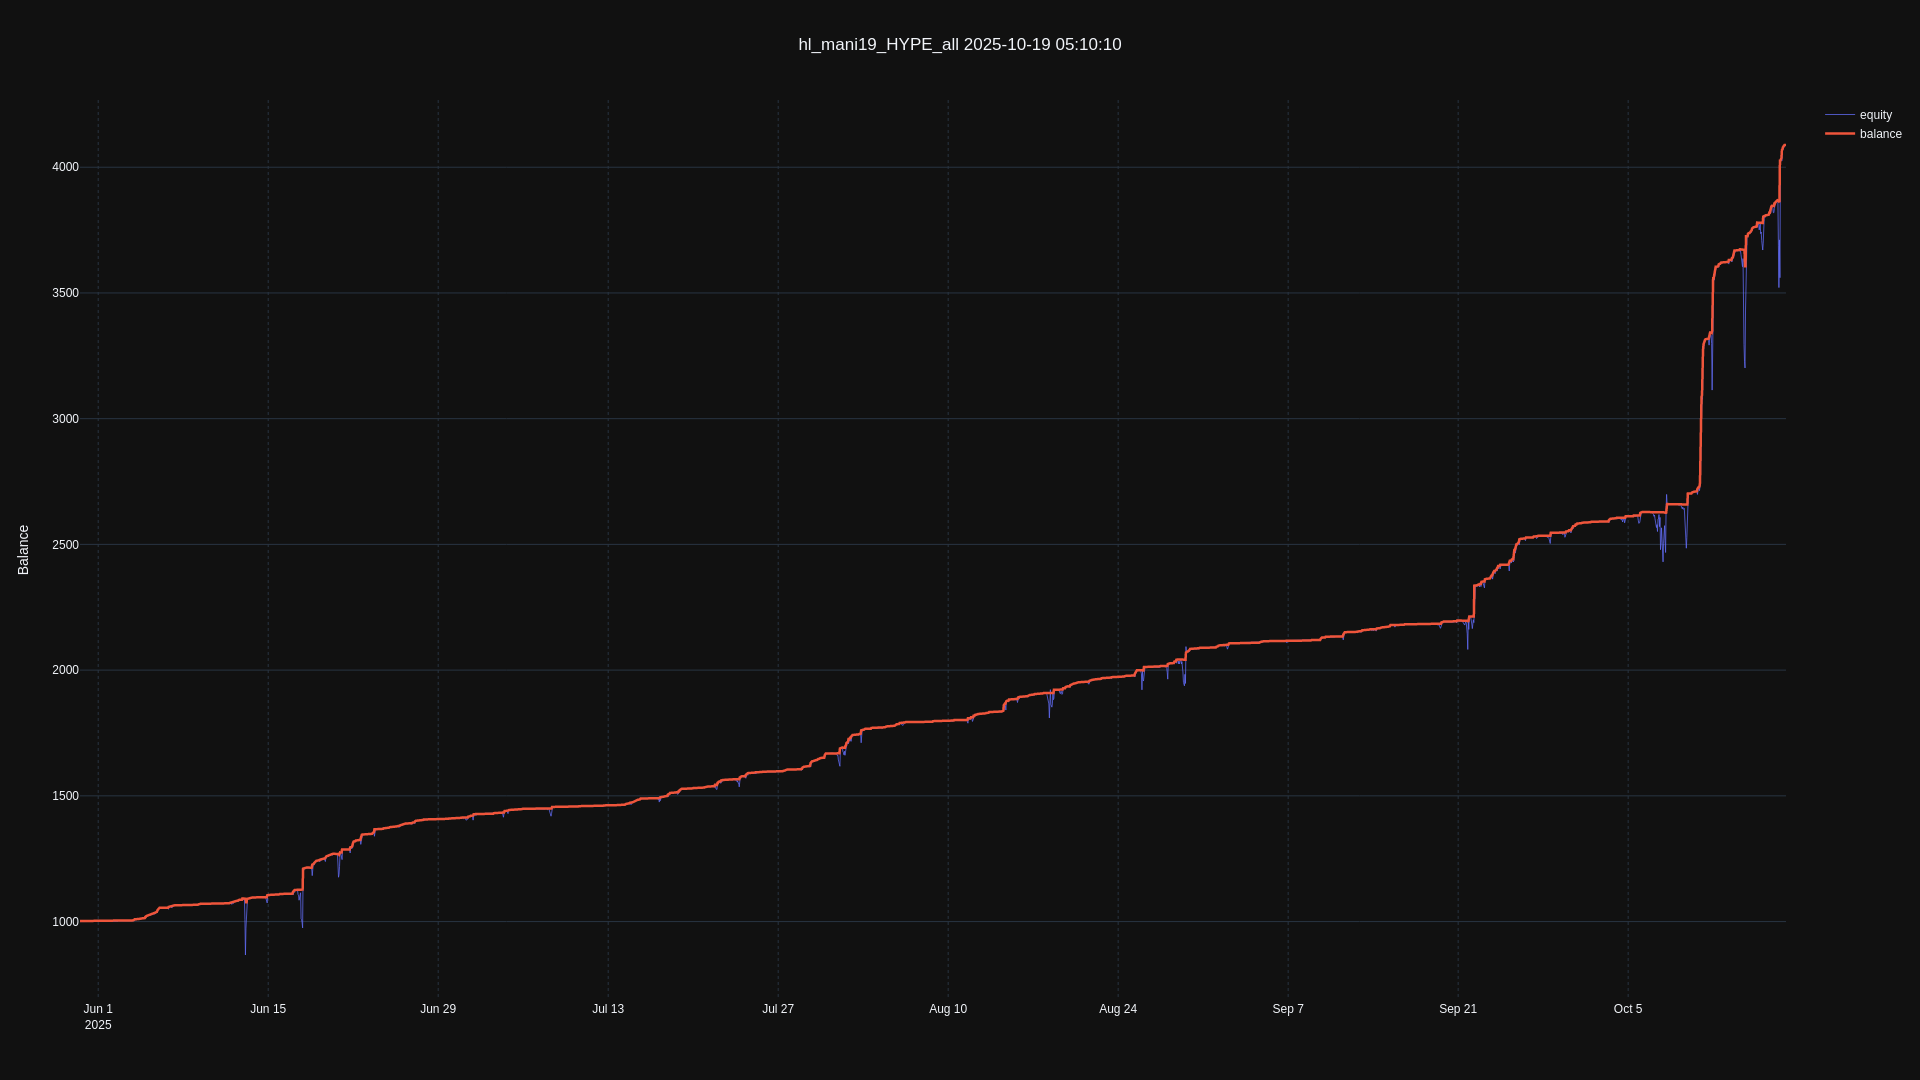 hl_mani19_HYPE_all 2025-10-19 05:10:10
equity
balance
4000
3500
3000
2500
2000
1500
1000
Balance
Jun 1
2025
Jun 15
Jun 29
Jul 13
Jul 27
Aug 10
Aug 24
Sep 7
Sep 21
Oct 5